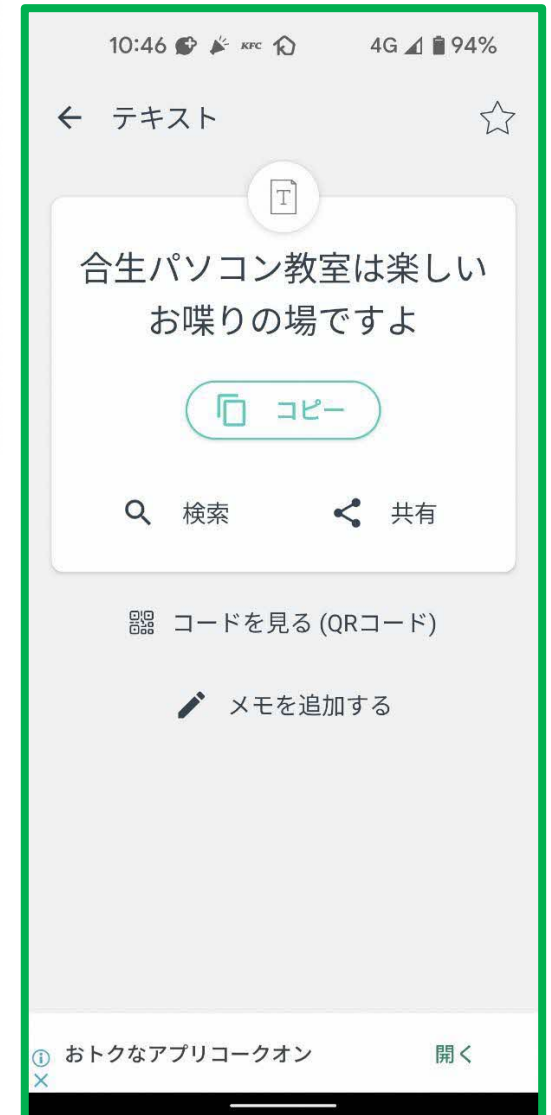 10:46 KFC 4G 94%
← テキスト
T
合生パソコン教室は楽しい
お喋りの場ですよ
コピー
検索 共有
コードを見る (QRコード)
メモを追加する
おトクなアプリコークオン 開く